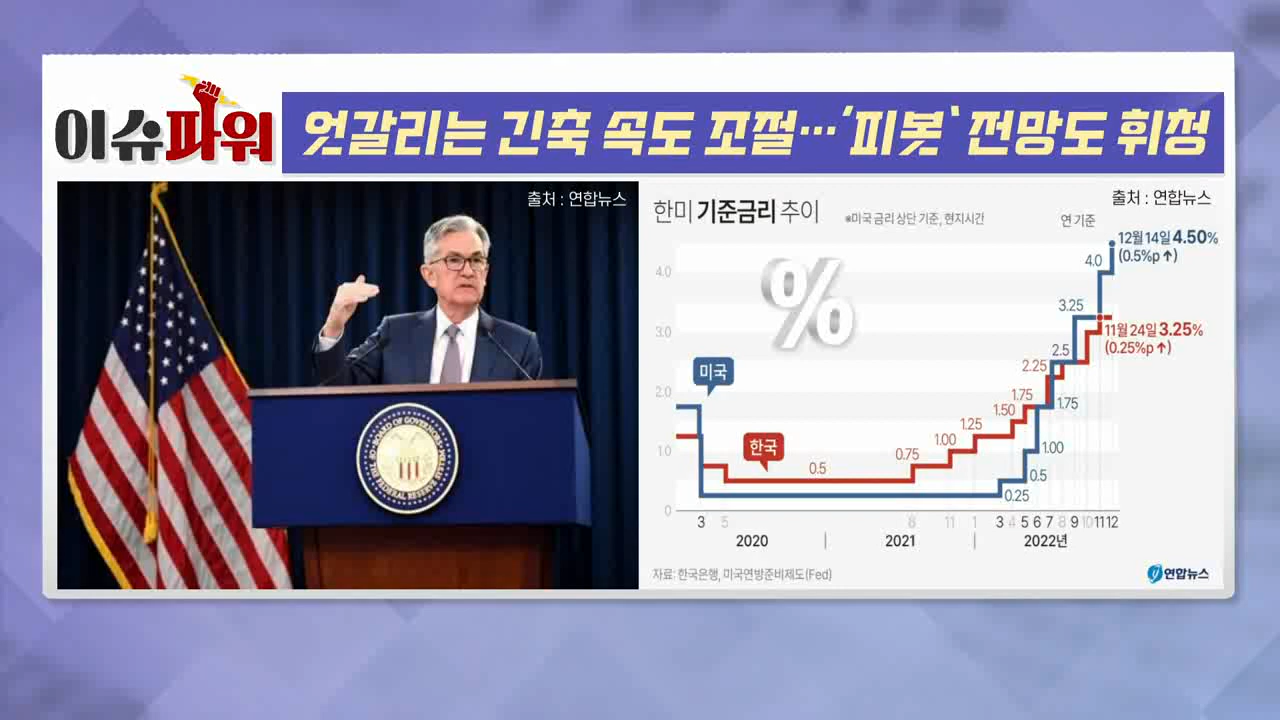 이슈파워
엇갈리는 긴축 속도 조절…'피봇' 전망도 휘청
출처 : 연합뉴스
BOARD OF GOVERNORS
OF THE FEDERAL RESERVE SYSTEM
출처 : 연합뉴스
한미 기준금리 추이 ※미국 금리 상단 기준, 현지시간 연 기준
%
12월 14일 4.50%
(0.5%p↑)
4.0
4.0
3.25
3.0
11월 24일 3.25%
(0.25%p↑)
2.5
2.25
미국
2.0
1.75
1.75
1.50
1.25
한국
1.00
1.0
1.00
0.75
0.5
0.5
0.25
0
3 5 8 11 1 3 4 5 6 7 8 9 10 11 12
2020 2021 2022년
자료: 한국은행, 미국연방준비제도(Fed)
연합뉴스